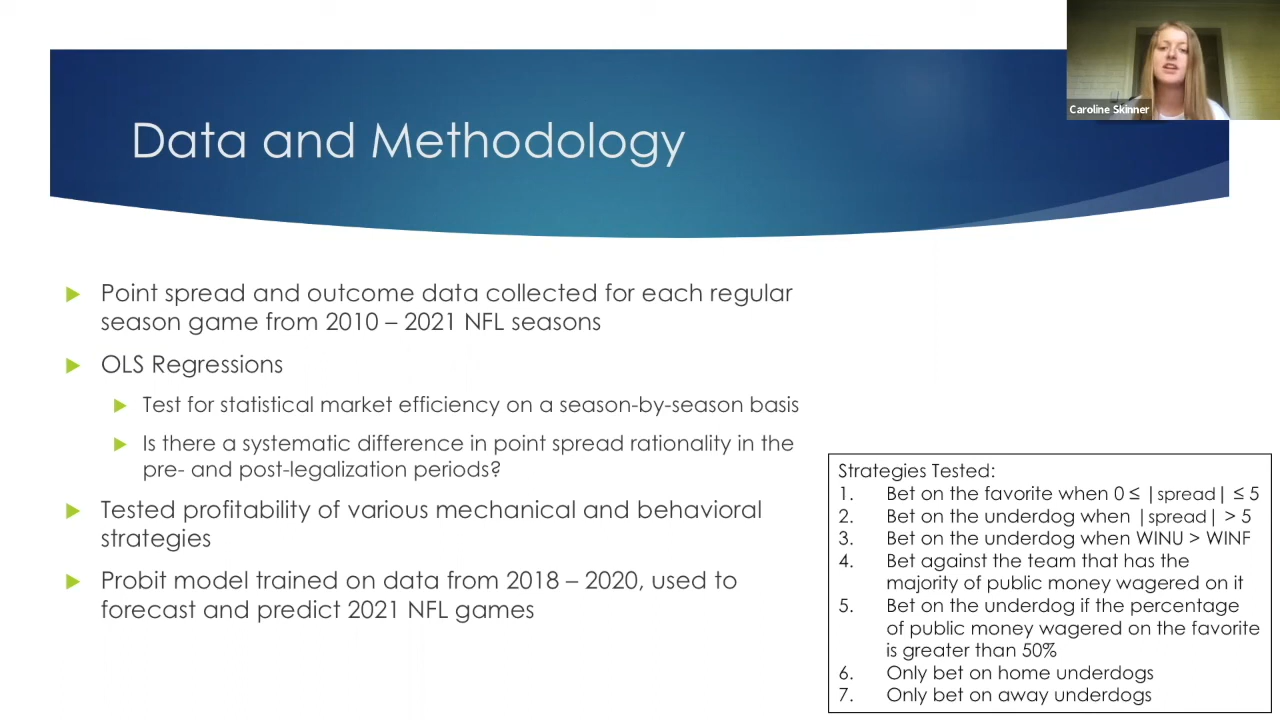 Caroline Skinner
Data and Methodology
Point spread and outcome data collected for each regular
season game from 2010 – 2021 NFL seasons
OLS Regressions
Test for statistical market efficiency on a season-by-season basis
Is there a systematic difference in point spread rationality in the
pre- and post-legalization periods?
Tested profitability of various mechanical and behavioral
strategies
Probit model trained on data from 2018 – 2020, used to
forecast and predict 2021 NFL games
Strategies Tested:
1. Bet on the favorite when 0 ≤ |spread| ≤ 5
2. Bet on the underdog when |spread| > 5
3. Bet on the underdog when WINU > WINF
4. Bet against the team that has the
majority of public money wagered on it
5. Bet on the underdog if the percentage
of public money wagered on the favorite
is greater than 50%
6. Only bet on home underdogs
7. Only bet on away underdogs